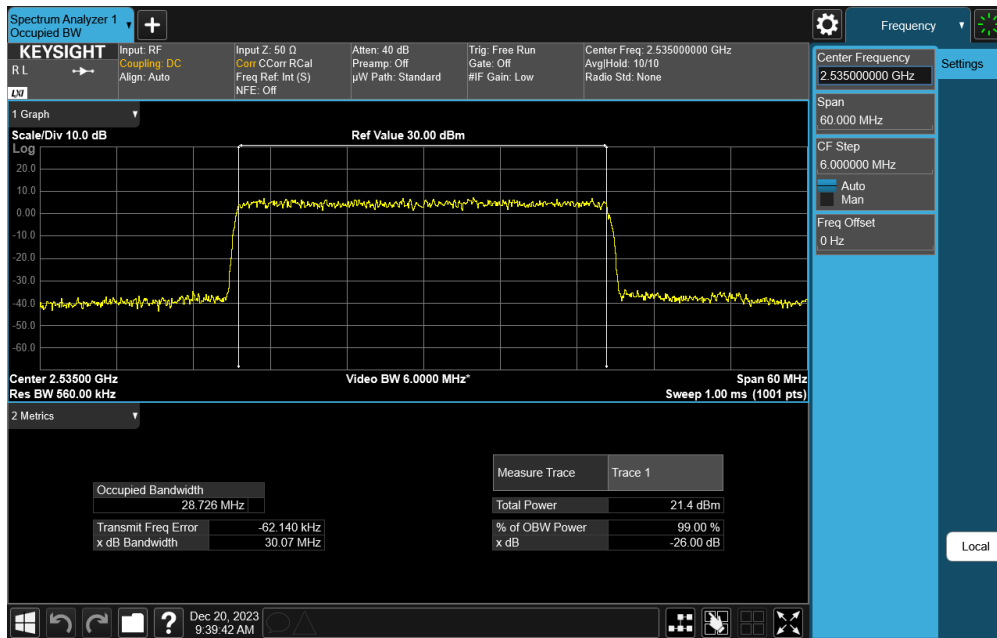 Spectrum Analyzer 1
Occupied BW
Frequency
KEYSIGHT
R L
LXI
Input: RF
Coupling: DC
Align: Auto
Input Z: 50 Ω
Corr CCorr RCal
Freq Ref: Int (S)
NFE: Off
Atten: 40 dB
Preamp: Off
µW Path: Standard
Trig: Free Run
Gate: Off
#IF Gain: Low
Center Freq: 2.535000000 GHz
Avg|Hold: 10/10
Radio Std: None
Center Frequency
2.535000000 GHz
Settings
Span
60.000 MHz
CF Step
6.000000 MHz
Auto
Man
Freq Offset
0 Hz
Local
1 Graph
Scale/Div 10.0 dB
Ref Value 30.00 dBm
Log
20.0
10.0
0.00
-10.0
-20.0
-30.0
-40.0
-50.0
-60.0
Center 2.53500 GHz
Video BW 6.0000 MHz*
Span 60 MHz
Res BW 560.00 kHz
Sweep 1.00 ms (1001 pts)
2 Metrics
Measure Trace
Trace 1
Occupied Bandwidth
28.726 MHz
Total Power
21.4 dBm
Transmit Freq Error
-62.140 kHz
% of OBW Power
99.00 %
x dB Bandwidth
30.07 MHz
x dB
-26.00 dB
?
Dec 20, 2023
9:39:42 AM